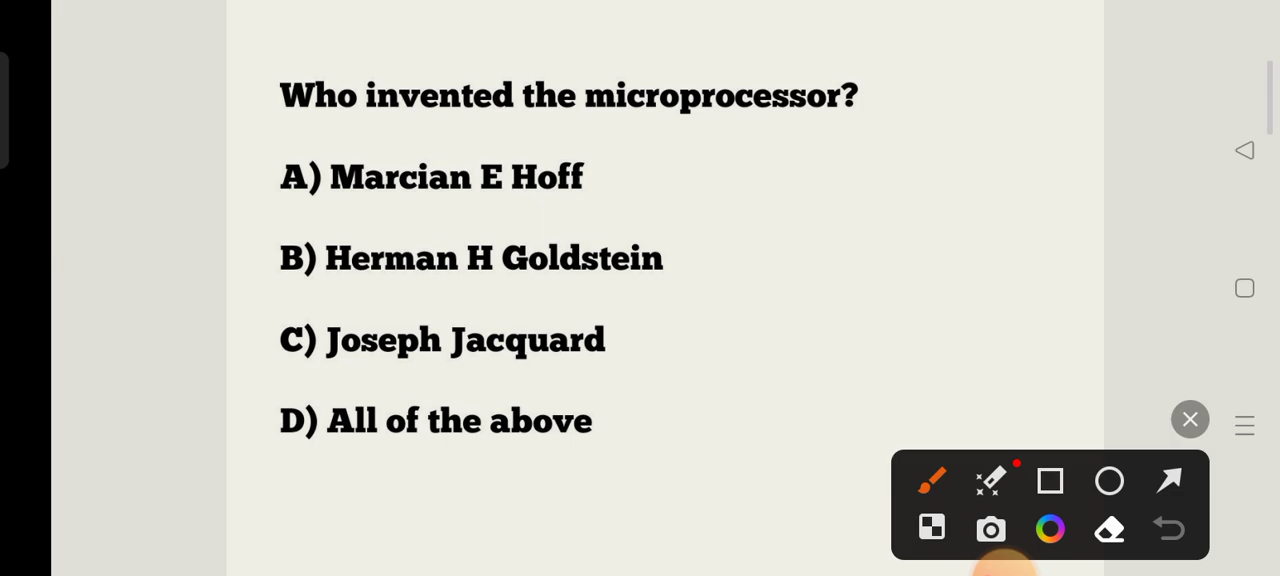 Who invented the microprocessor?
A) Marcian E Hoff
B) Herman H Goldstein
C) Joseph Jacquard
D) All of the above